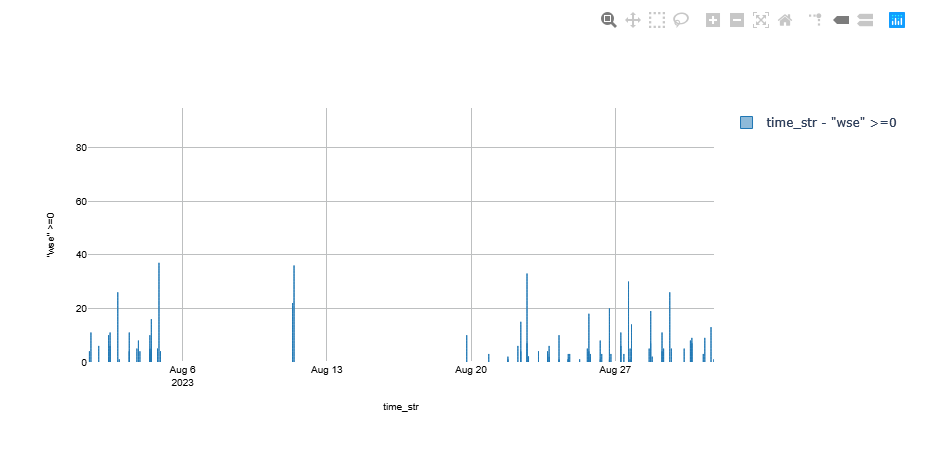 time_str - "wse" >=0
80
60
40
20
0
"wse" >=0
Aug 6
2023
Aug 13
Aug 20
Aug 27
time_str